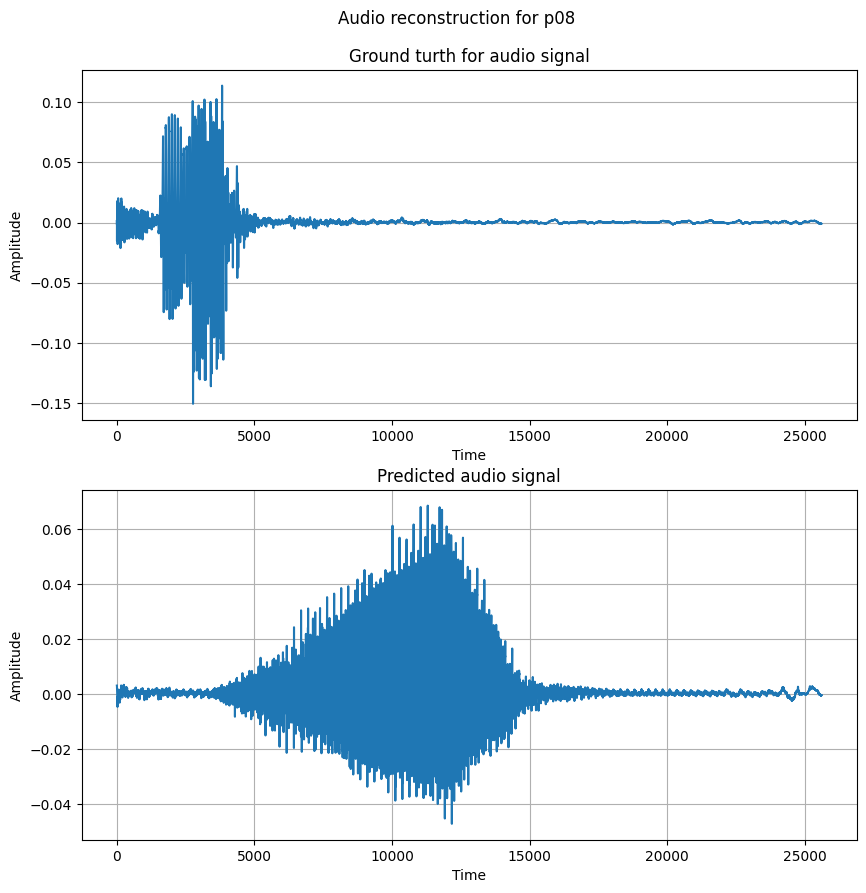 Audio reconstruction for p08
Ground turth for audio signal
0.10
0.05
0.00
−0.05
−0.10
−0.15
Amplitude
0 5000 10000 15000 20000 25000
Time
Predicted audio signal
0.06
0.04
0.02
0.00
−0.02
−0.04
Amplitude
0 5000 10000 15000 20000 25000
Time